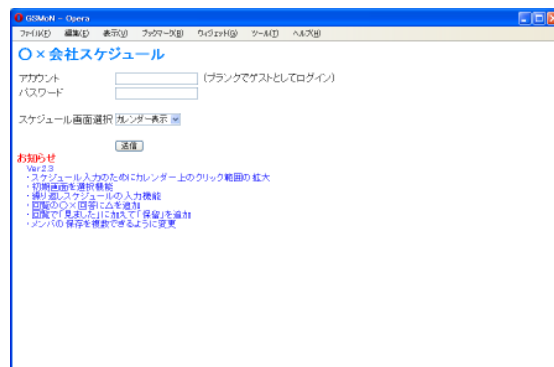 GSMoN - Opera
ファイル(F) 編集(E) 表示(V) ブックマーク(B) ウィジェット(G) ツール(T) ヘルプ(H)
〇×会社スケジュール
アカウント (ブランクでゲストとしてログイン)
パスワード
スケジュール画面選択 カレンダー表示
送信
お知らせ
Ver2.3
・スケジュール入力のためにカレンダー上のクリック範囲の拡大
・初期画面を選択機能
・繰り返しスケジュールの入力機能
・回覧の〇×回答に△を追加
・回覧で「見ました」に加えて「保留」を追加
・メンバの保存を複数できるように変更